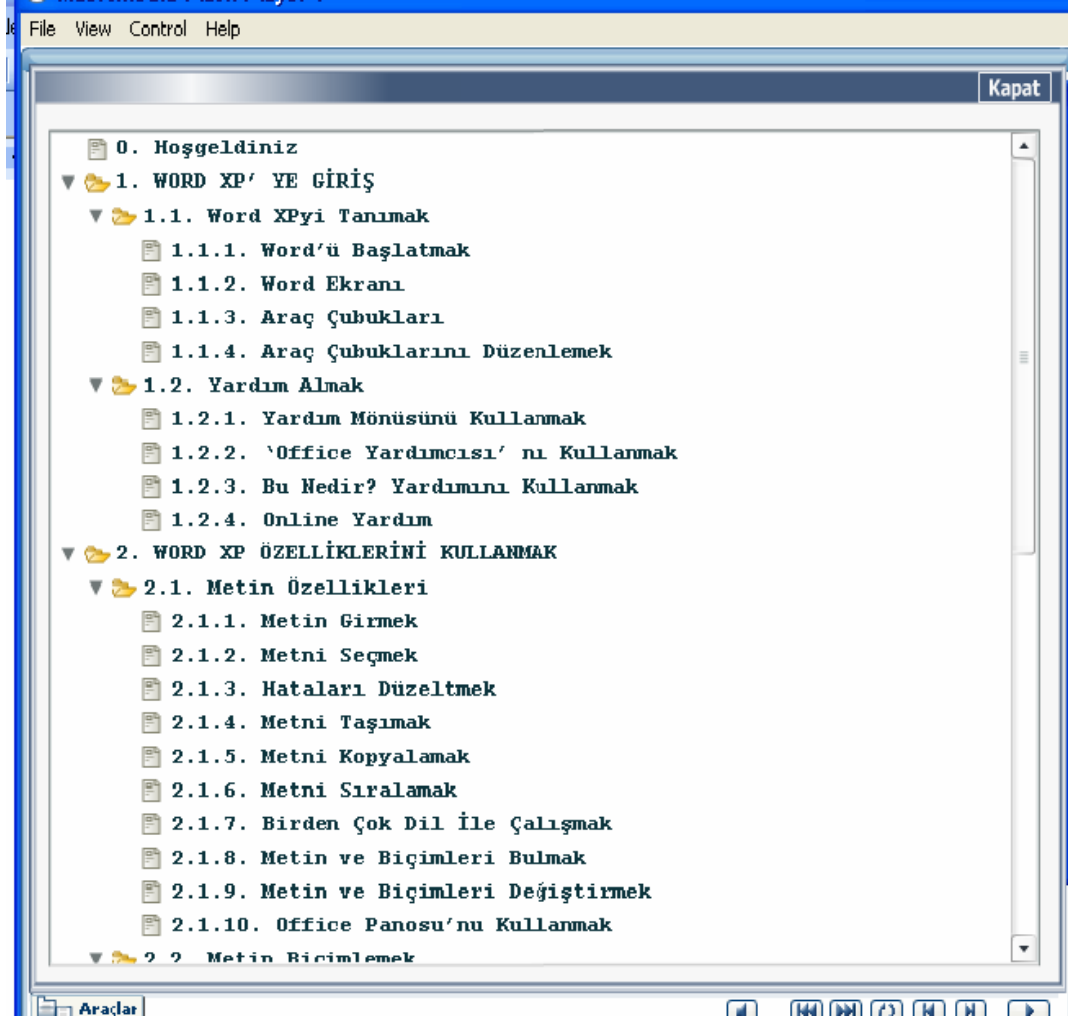 File View Control Help
Kapat
0. Hoşgeldiniz
1. WORD XP' YE GİRİŞ
1.1. Word XPyi Tanımak
1.1.1. Word'ü Başlatmak
1.1.2. Word Ekranı
1.1.3. Araç Çubukları
1.1.4. Araç Çubuklarını Düzenlemek
1.2. Yardım Almak
1.2.1. Yardım Mönüsünü Kullanmak
1.2.2. ‘Office Yardımcısı’ nı Kullanmak
1.2.3. Bu Nedir? Yardımını Kullanmak
1.2.4. Online Yardım
2. WORD XP ÖZELLİKLERİNİ KULLANMAK
2.1. Metin Özellikleri
2.1.1. Metin Girmek
2.1.2. Metni Seçmek
2.1.3. Hataları Düzeltmek
2.1.4. Metni Taşımak
2.1.5. Metni Kopyalamak
2.1.6. Metni Sıralamak
2.1.7. Birden Çok Dil İle Çalışmak
2.1.8. Metin ve Biçimleri Bulmak
2.1.9. Metin ve Biçimleri Değiştirmek
2.1.10. Office Panosu'nu Kullanmak
2.2. Metin Biçimlemek
Araçlar